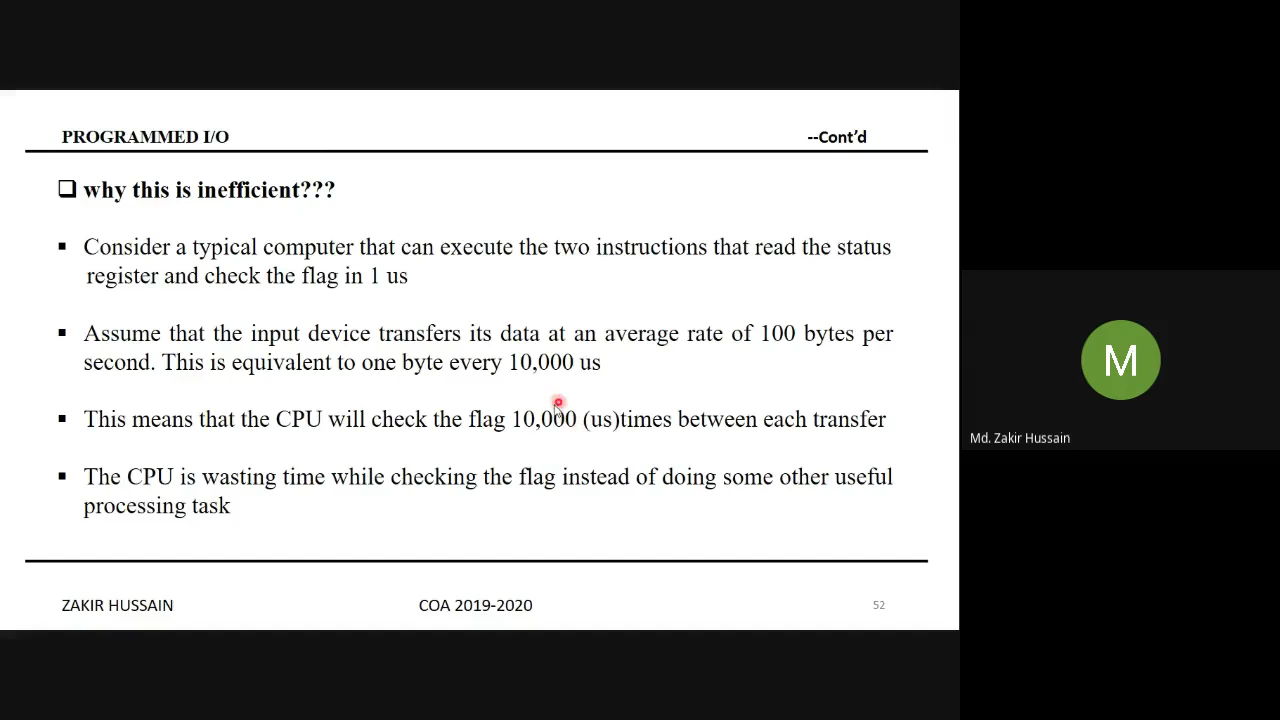 PROGRAMMED I/O
--Cont’d
❑ why this is inefficient???
▪ Consider a typical computer that can execute the two instructions that read the status
register and check the flag in 1 us
▪ Assume that the input device transfers its data at an average rate of 100 bytes per
second. This is equivalent to one byte every 10,000 us
▪ This means that the CPU will check the flag 10,000 (us)times between each transfer
▪ The CPU is wasting time while checking the flag instead of doing some other useful
processing task
ZAKIR HUSSAIN
COA 2019-2020
52
M
Md. Zakir Hussain